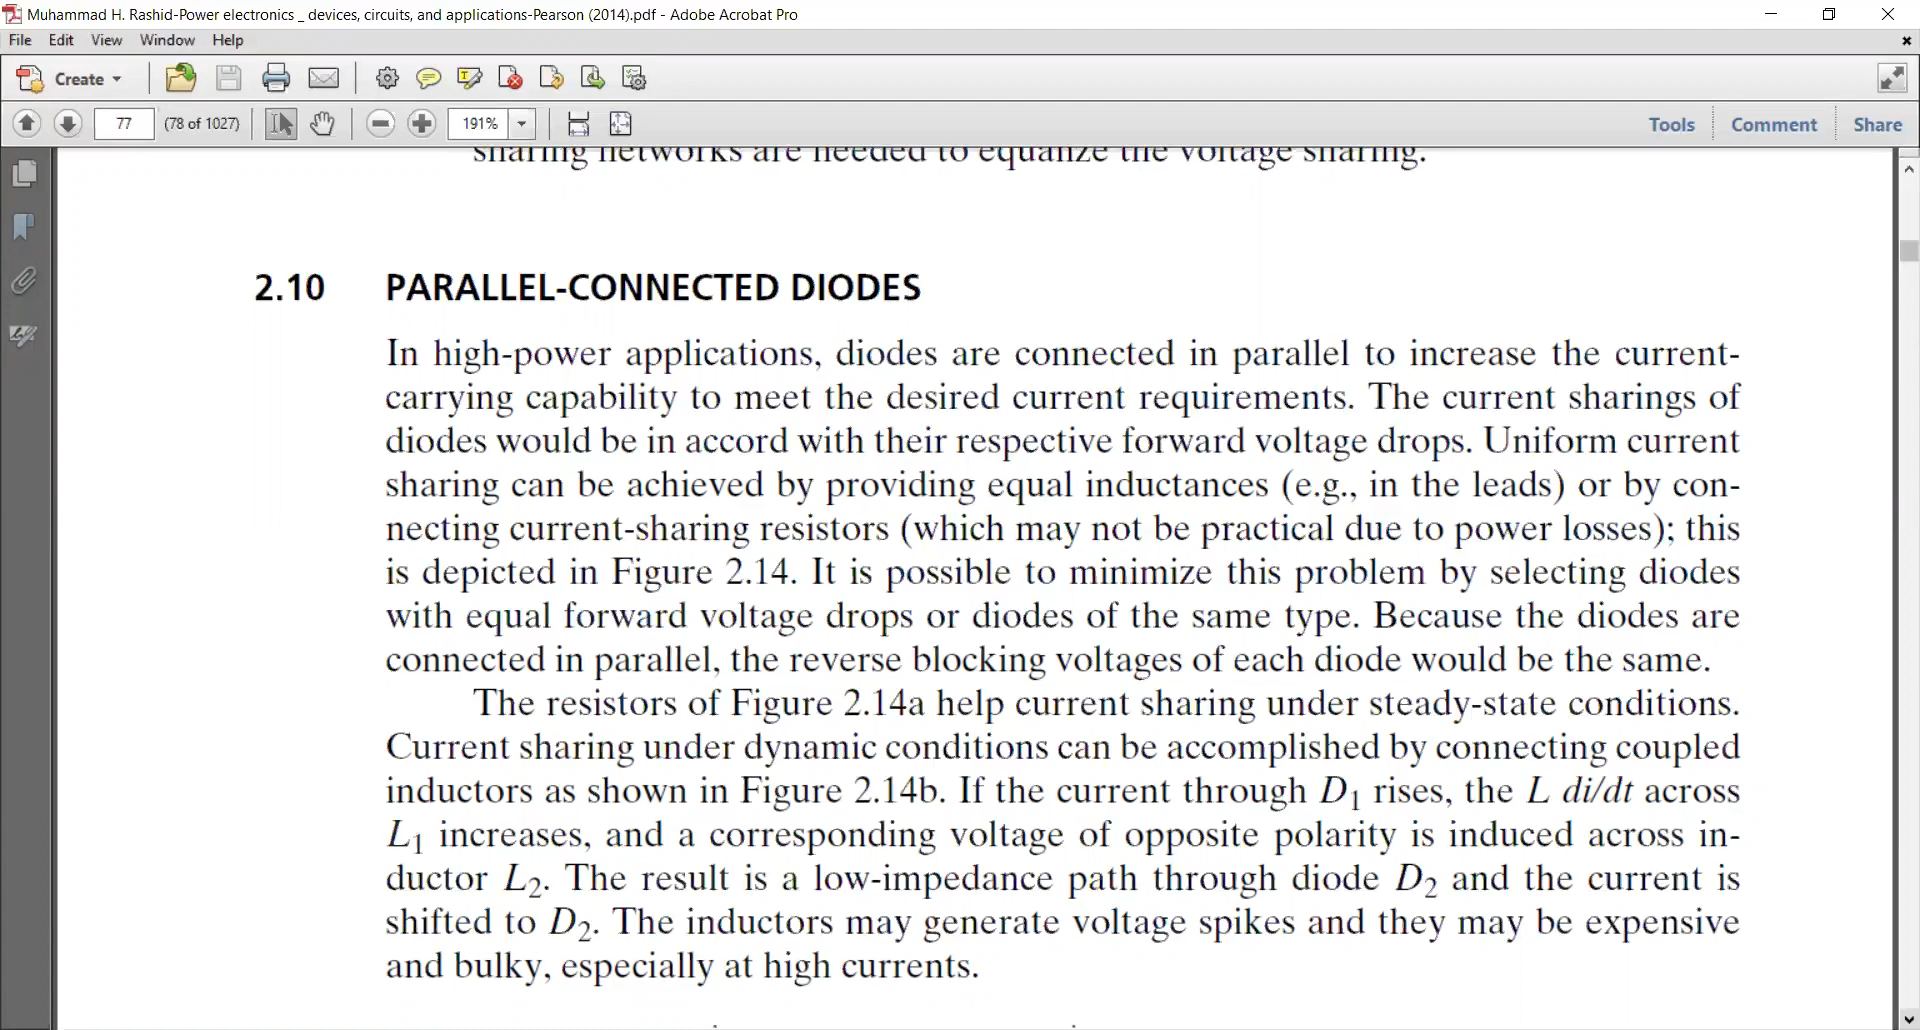 Muhammad H. Rashid-Power electronics _ devices, circuits, and applications-Pearson (2014).pdf - Adobe Acrobat Pro
File Edit View Window Help
Create
77 (78 of 1027) 191% Tools Comment Share
sharing networks are needed to equalize the voltage sharing.
2.10 PARALLEL-CONNECTED DIODES
In high-power applications, diodes are connected in parallel to increase the current-
carrying capability to meet the desired current requirements. The current sharings of
diodes would be in accord with their respective forward voltage drops. Uniform current
sharing can be achieved by providing equal inductances (e.g., in the leads) or by con-
necting current-sharing resistors (which may not be practical due to power losses); this
is depicted in Figure 2.14. It is possible to minimize this problem by selecting diodes
with equal forward voltage drops or diodes of the same type. Because the diodes are
connected in parallel, the reverse blocking voltages of each diode would be the same.
The resistors of Figure 2.14a help current sharing under steady-state conditions.
Current sharing under dynamic conditions can be accomplished by connecting coupled
inductors as shown in Figure 2.14b. If the current through D₁ rises, the L di/dt across
L₁ increases, and a corresponding voltage of opposite polarity is induced across in-
ductor L₂. The result is a low-impedance path through diode D₂ and the current is
shifted to D₂. The inductors may generate voltage spikes and they may be expensive
and bulky, especially at high currents.